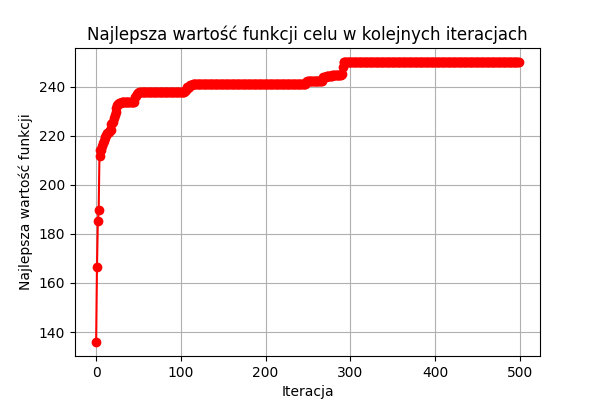 Najlepsza wartość funkcji celu w kolejnych iteracjach
Najlepsza wartość funkcji
240
220
200
180
160
140
0 100 200 300 400 500
Iteracja